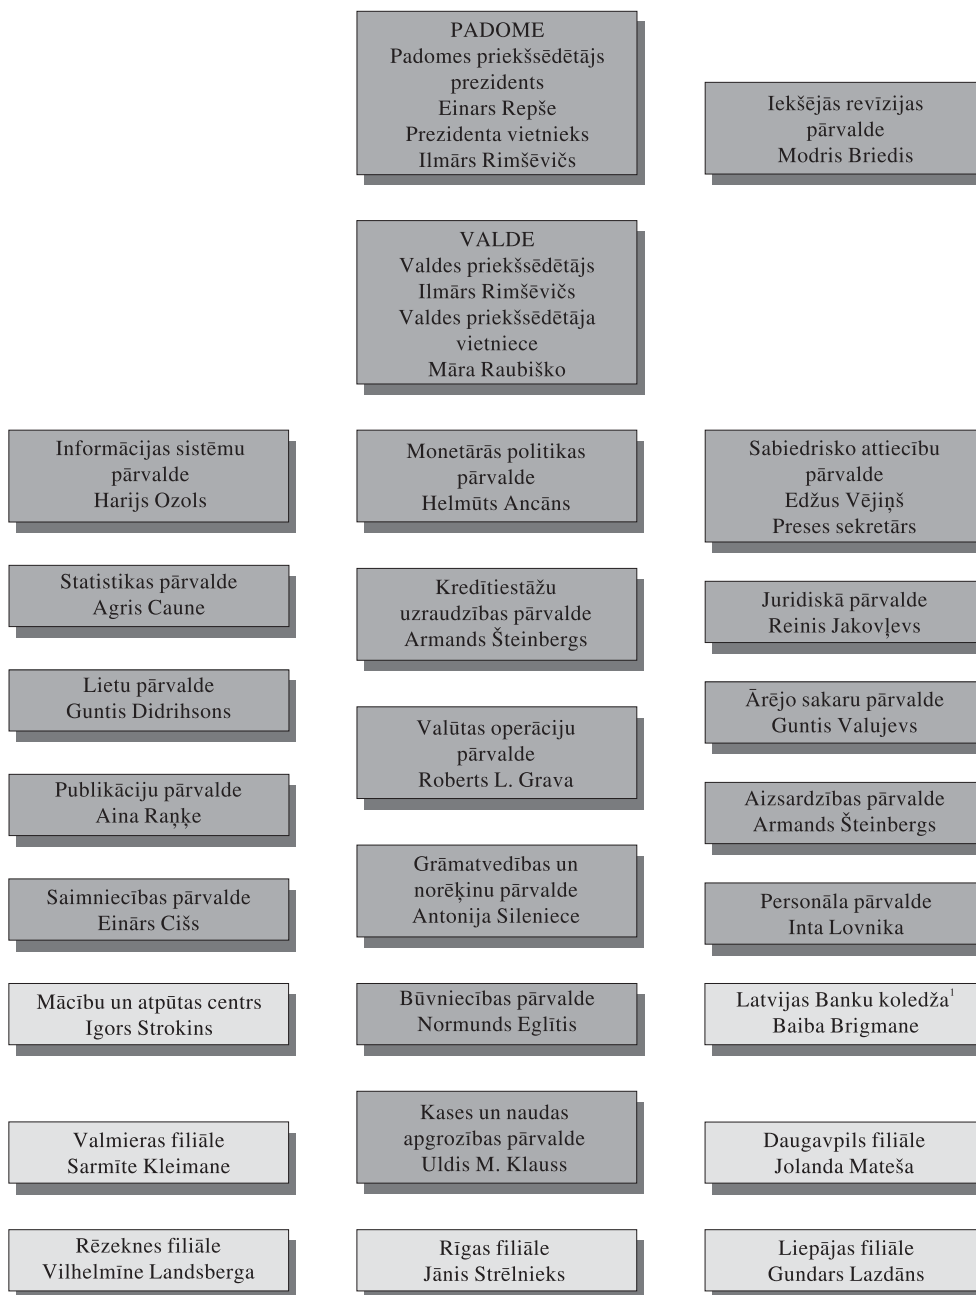 PADOME
Padomes priekšsēdētājs
prezidents
Einars Repše
Prezidenta vietnieks
Ilmārs Rimšēvičs
Iekšējās revīzijas
pārvalde
Modris Briedis
VALDE
Valdes priekšsēdētājs
Ilmārs Rimšēvičs
Valdes priekšsēdētāja
vietniece
Māra Raubiško
Informācijas sistēmu
pārvalde
Harijs Ozols
Monetārās politikas
pārvalde
Helmūts Ancāns
Sabiedrisko attiecību
pārvalde
Edžus Vējiņš
Preses sekretārs
Statistikas pārvalde
Agris Caune
Kredītiestāžu
uzraudzības pārvalde
Armands Šteinbergs
Juridiskā pārvalde
Reinis Jakovļevs
Lietu pārvalde
Guntis Didrihsons
Valūtas operāciju
pārvalde
Roberts L. Grava
Ārējo sakaru pārvalde
Guntis Valujevs
Publikāciju pārvalde
Aina Raņķe
Aizsardzības pārvalde
Armands Šteinbergs
Grāmatvedības un
norēķinu pārvalde
Antonija Sileniece
Saimniecības pārvalde
Einārs Cišs
Personāla pārvalde
Inta Lovnika
Mācību un atpūtas centrs
Igors Strokins
Būvniecības pārvalde
Normunds Eglītis
Latvijas Banku koledža¹
Baiba Brigmane
Kases un naudas
apgrozības pārvalde
Uldis M. Klauss
Valmieras filiāle
Sarmīte Kleimane
Daugavpils filiāle
Jolanda Mateša
Rēzeknes filiāle
Vilhelmīne Landsberga
Rīgas filiāle
Jānis Strēlnieks
Liepājas filiāle
Gundars Lazdāns